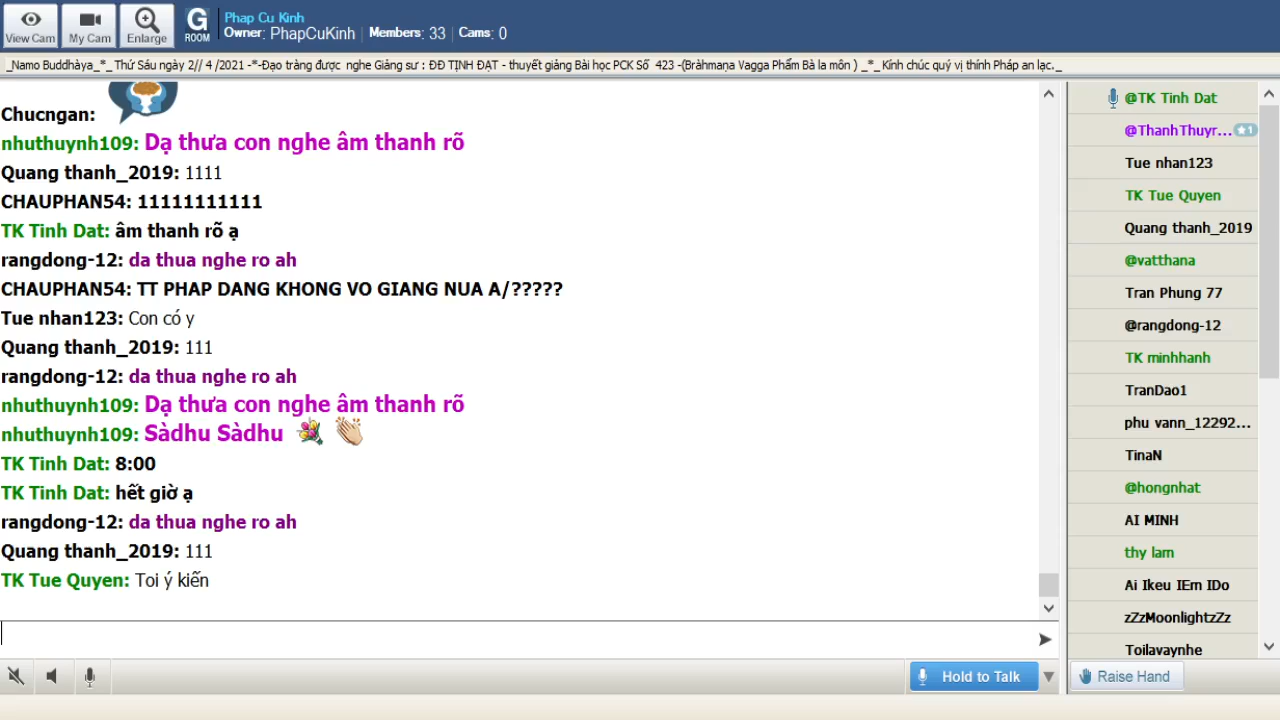 View Cam
My Cam
Enlarge
G
ROOM
Phap Cu Kinh
Owner: PhapCuKinh Members: 33 Cams: 0
_Namo Buddhàya_*_ Thứ Sáu ngày 2// 4 /2021 -*-Đạo tràng được nghe Giảng sư : ĐĐ TỊNH ĐẠT - thuyết giảng Bài học PCK Số 423 -(Bràhmaṇa Vagga Phẩm Bà la môn ) _*_ Kính chúc quý vị thính Pháp an lạc._
Chucngan:
nhuthuynh109: Dạ thưa con nghe âm thanh rõ
Quang thanh_2019: 1111
CHAUPHAN54: 11111111111
TK Tinh Dat: âm thanh rõ ạ
rangdong-12: da thua nghe ro ah
CHAUPHAN54: TT PHAP DANG KHONG VO GIANG NUA A/?????
Tue nhan123: Con có y
Quang thanh_2019: 111
rangdong-12: da thua nghe ro ah
nhuthuynh109: Dạ thưa con nghe âm thanh rõ
nhuthuynh109: Sàdhu Sàdhu
TK Tinh Dat: 8:00
TK Tinh Dat: hết giờ ạ
rangdong-12: da thua nghe ro ah
Quang thanh_2019: 111
TK Tue Quyen: Toi ý kiến
Hold to Talk
@TK Tinh Dat
@ThanhThuyr... ★1
Tue nhan123
TK Tue Quyen
Quang thanh_2019
@vatthana
Tran Phung 77
@rangdong-12
TK minhhanh
TranDao1
phu vann_12292...
TinaN
@hongnhat
AI MINH
thy lam
Ai Ikeu IEm IDo
zZzMoonlightzZz
Toilavaynhe
Raise Hand